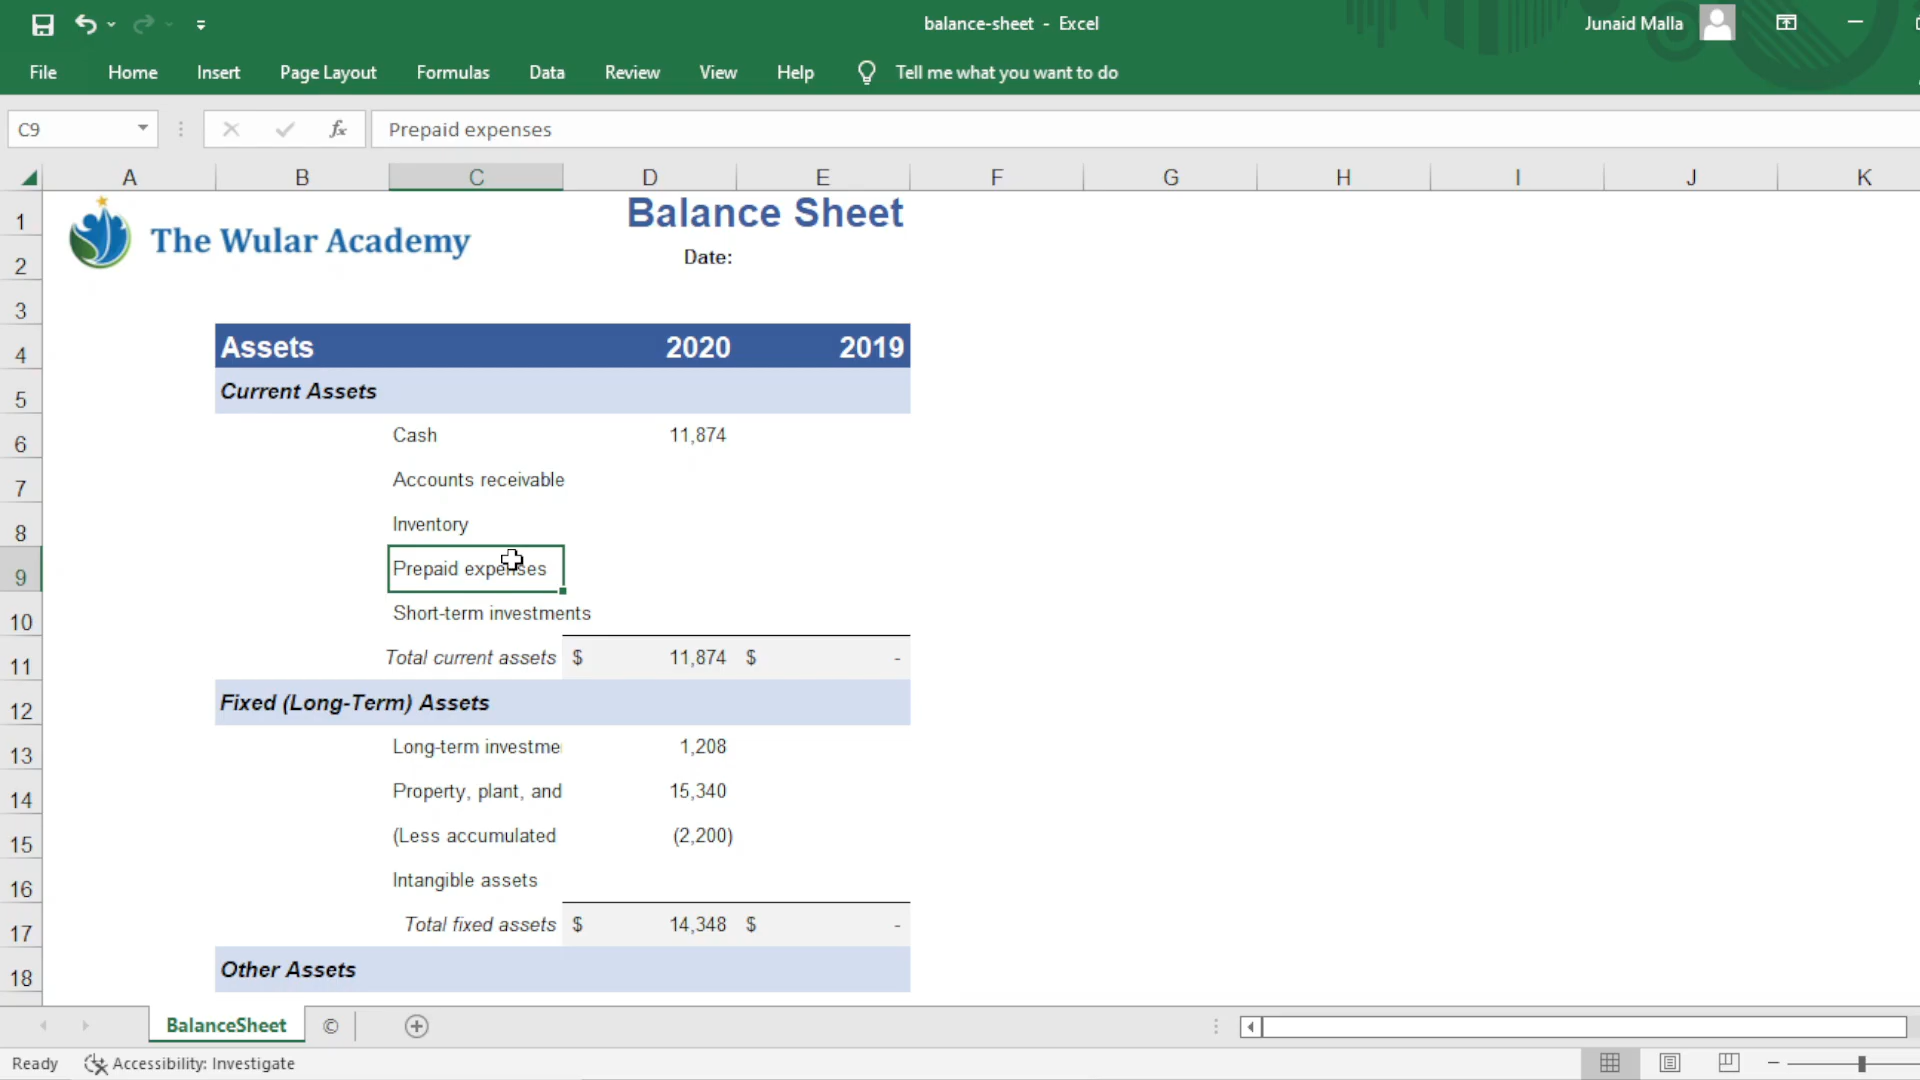 balance-sheet - Excel
Junaid Malla
File Home Insert Page Layout Formulas Data Review View Help Tell me what you want to do
C9 fx Prepaid expenses
A B C D E F G H I J K
1 The Wular Academy Balance Sheet
2 Date:
3
4 Assets 2020 2019
5 Current Assets
6 Cash 11,874
7 Accounts receivable
8 Inventory
9 Prepaid expenses
10 Short-term investments
11 Total current assets $ 11,874 $ -
12 Fixed (Long-Term) Assets
13 Long-term investme 1,208
14 Property, plant, and 15,340
15 (Less accumulated (2,200)
16 Intangible assets
17 Total fixed assets $ 14,348 $ -
18 Other Assets
BalanceSheet ©
Ready Accessibility: Investigate